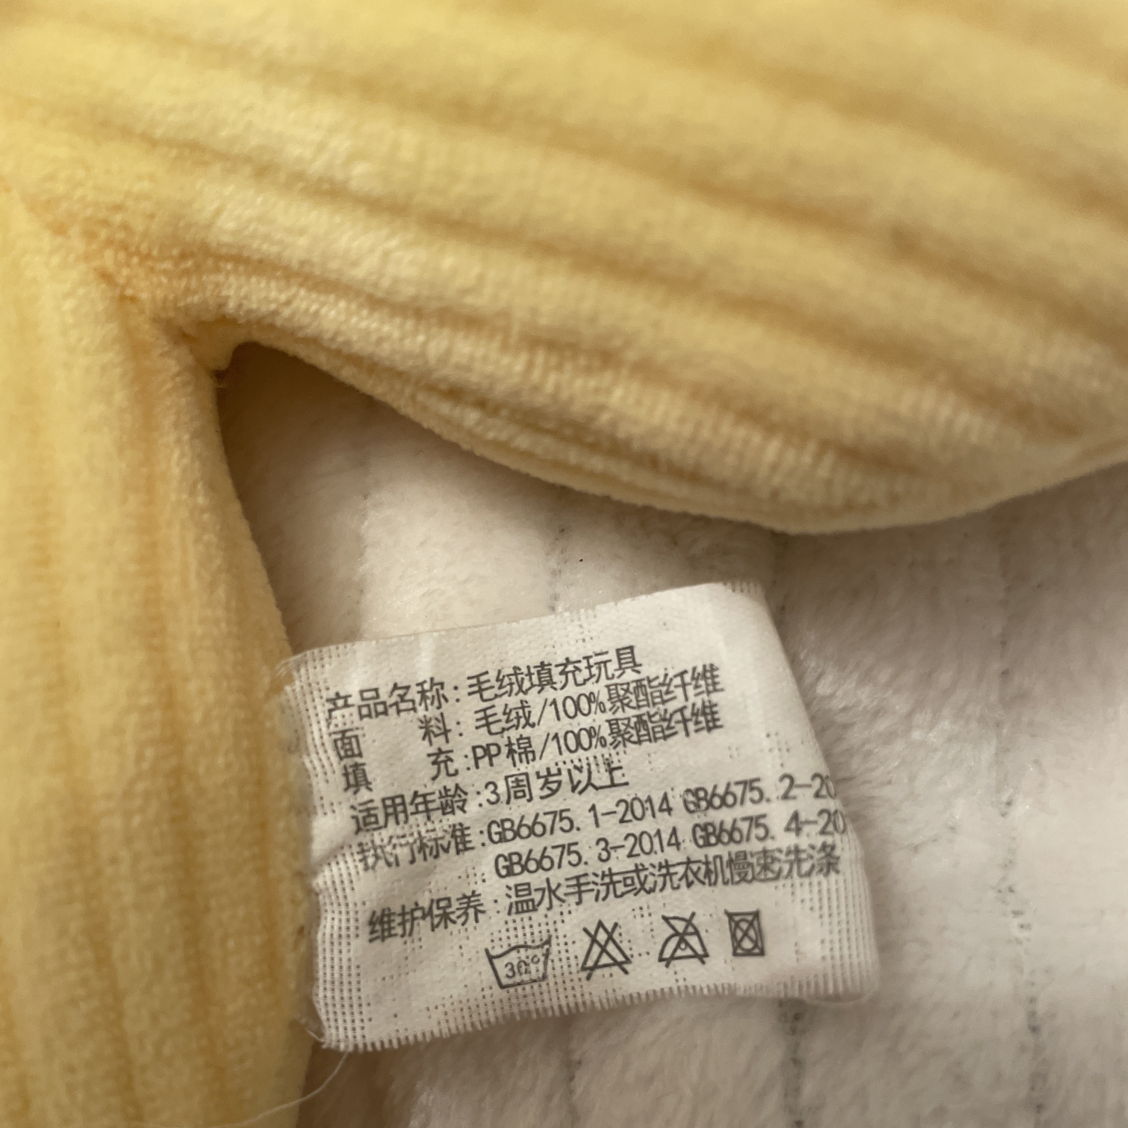 产品名称:毛绒填充玩具
面 料:毛绒/100%聚酯纤维
填 充:PP棉/100%聚酯纤维
适用年龄:3周岁以上
执行标准:GB6675.1-2014 GB6675.2-20
GB6675.3-2014 GB6675.4-20
维护保养:温水手洗或洗衣机慢速洗涤
30°